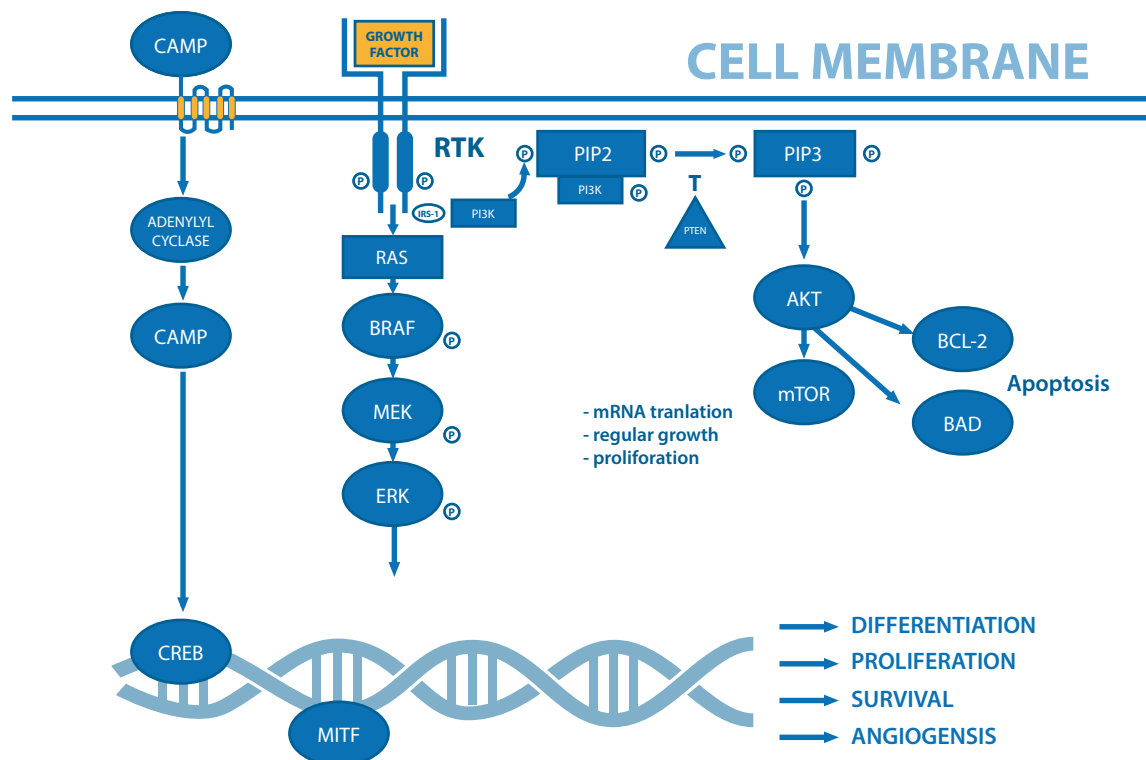 CAMP
GROWTH
FACTOR
CELL MEMBRANE
RTK
P
PIP2
P
P
PIP3
P
P
P
IRS-1
PI3K
PI3K
P
P
T
PTEN
ADENYLYL
CYCLASE
RAS
CAMP
BRAF
P
AKT
BCL-2
mTOR
Apoptosis
BAD
MEK
P
- mRNA tranlation
- regular growth
- proliforation
ERK
P
CREB
MITF
DIFFERENTIATION
PROLIFERATION
SURVIVAL
ANGIOGENSIS